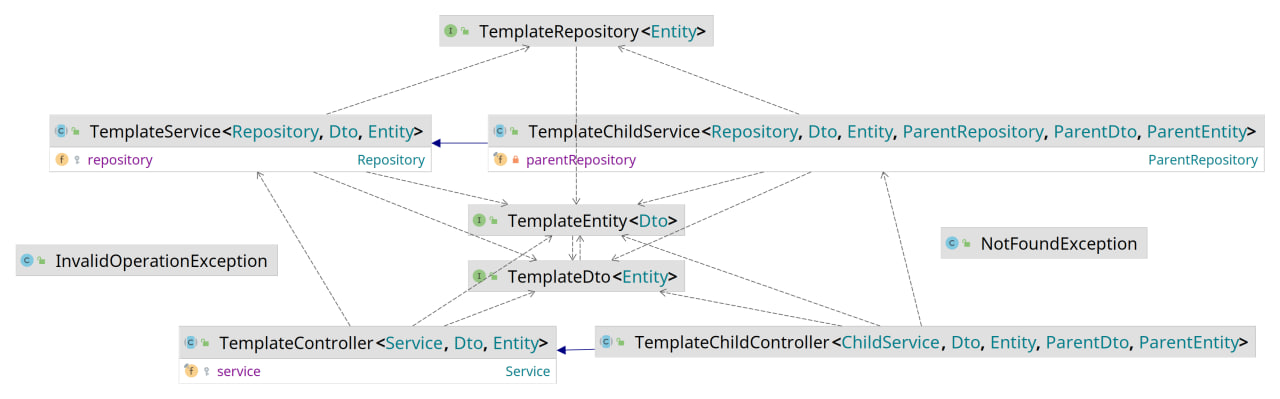 TemplateRepository<Entity>
TemplateService<Repository, Dto, Entity>
repository Repository
TemplateChildService<Repository, Dto, Entity, ParentRepository, ParentDto, ParentEntity>
parentRepository ParentRepository
TemplateEntity<Dto>
NotFoundException
InvalidOperationException
TemplateDto<Entity>
TemplateController<Service, Dto, Entity>
service Service
TemplateChildController<ChildService, Dto, Entity, ParentDto, ParentEntity>